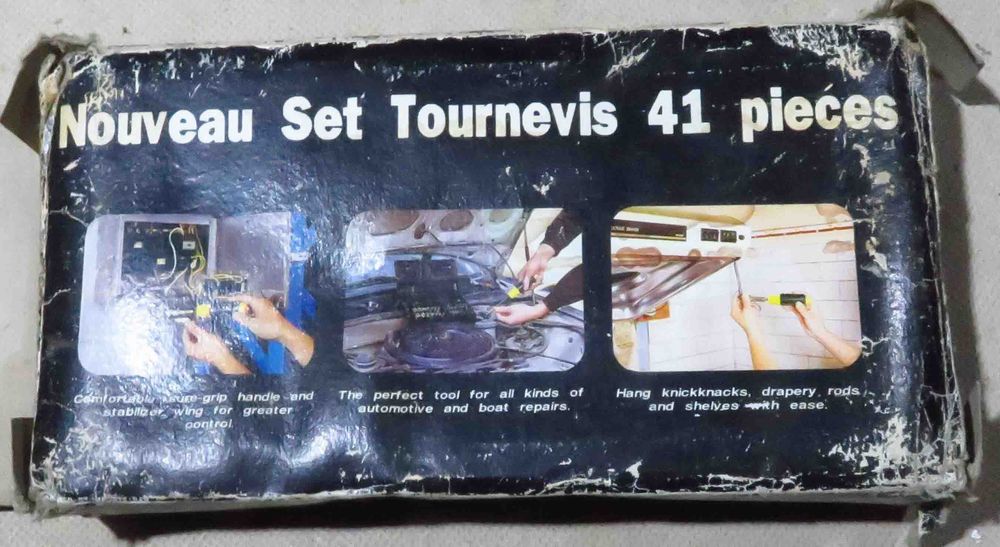 Nouveau Set Tournevis 41 pieces
Comfortable sure-grip handle and
stabilizer wing for greater
control.
The perfect tool for all kinds of
automotive and boat repairs.
Hang knickknacks, drapery rods
and shelves with ease.